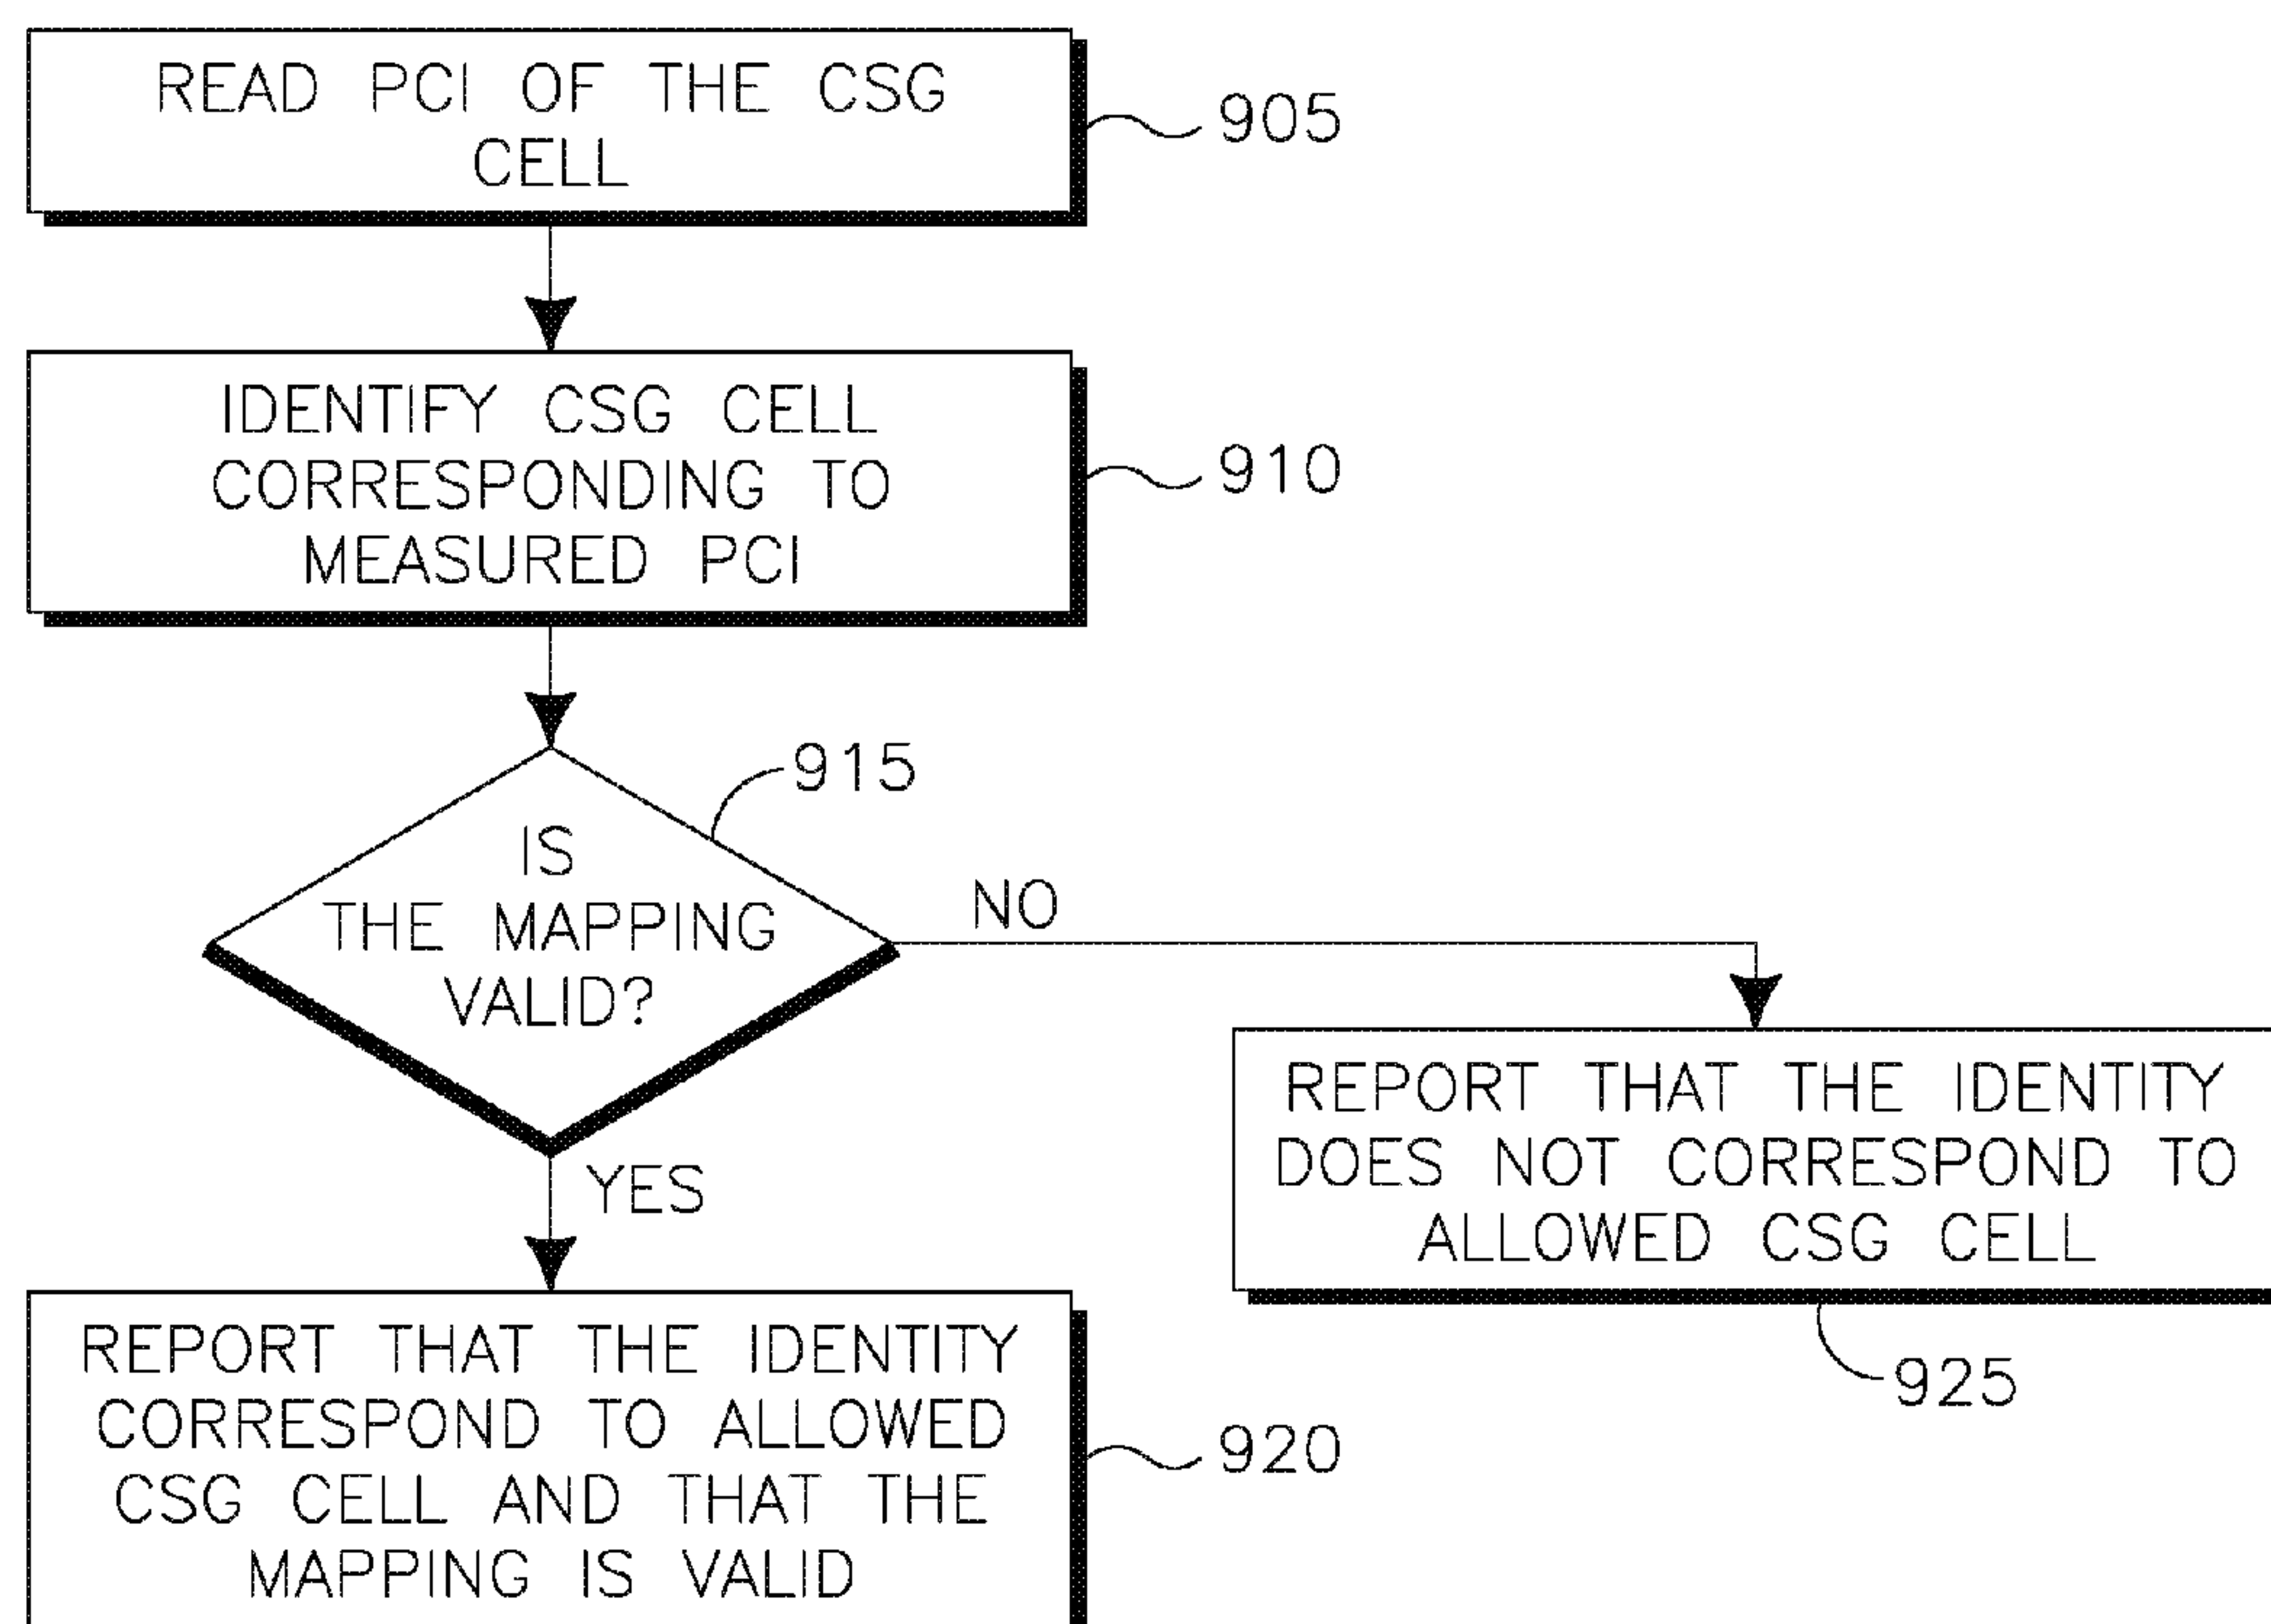 READ PCI OF THE CSG
CELL
905
IDENTIFY CSG CELL
CORRESPONDING TO
MEASURED PCI
910
915
IS
THE MAPPING
VALID?
NO
YES
REPORT THAT THE IDENTITY
DOES NOT CORRESPOND TO
ALLOWED CSG CELL
925
REPORT THAT THE IDENTITY
CORRESPOND TO ALLOWED
CSG CELL AND THAT THE
MAPPING IS VALID
920